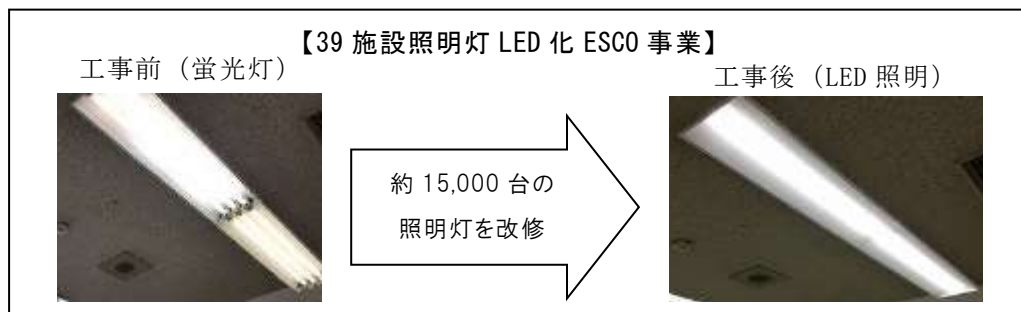 【39 施設照明灯 LED 化 ESCO 事業】
工事前（蛍光灯）
工事後（LED 照明）
約 15,000 台の
照明灯を改修